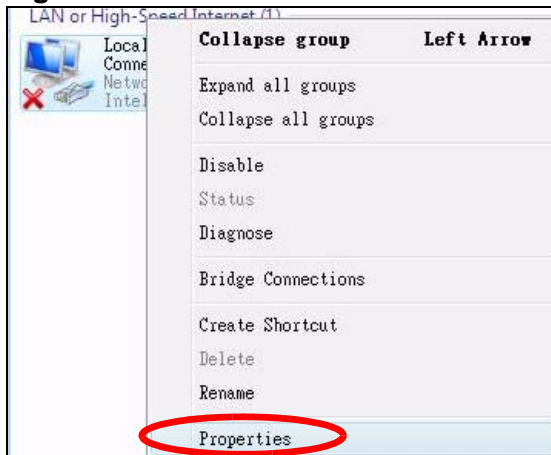 LAN or High-Speed Internet (1)
Local
Conne
Netwo
Intel
Collapse group Left Arrow
Expand all groups
Collapse all groups
Disable
Status
Diagnose
Bridge Connections
Create Shortcut
Delete
Rename
Properties